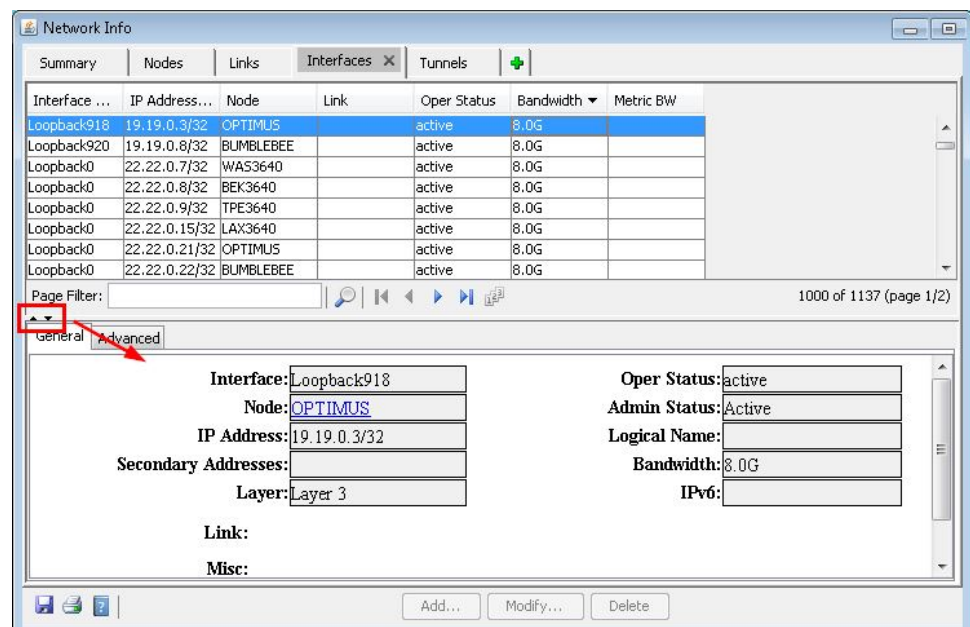 Network Info
Summary Nodes Links Interfaces Tunnels
Interface ... IP Address... Node Link Oper Status Bandwidth Metric BW
Loopback918 19.19.0.3/32 OPTIMUS active 8.0G
Loopback920 19.19.0.8/32 BUMBLEBEE active 8.0G
Loopback0 22.22.0.7/32 WAS3640 active 8.0G
Loopback0 22.22.0.8/32 BEK3640 active 8.0G
Loopback0 22.22.0.9/32 TPE3640 active 8.0G
Loopback0 22.22.0.15/32 LAX3640 active 8.0G
Loopback0 22.22.0.21/32 OPTIMUS active 8.0G
Loopback0 22.22.0.22/32 BUMBLEBEE active 8.0G
Page Filter: 1000 of 1137 (page 1/2)
General Advanced
Interface: Loopback918 Oper Status: active
Node: OPTIMUS Admin Status: Active
IP Address: 19.19.0.3/32 Logical Name:
Secondary Addresses: Bandwidth: 8.0G
Layer: Layer 3 IPv6:
Link:
Misc:
Add... Modify... Delete